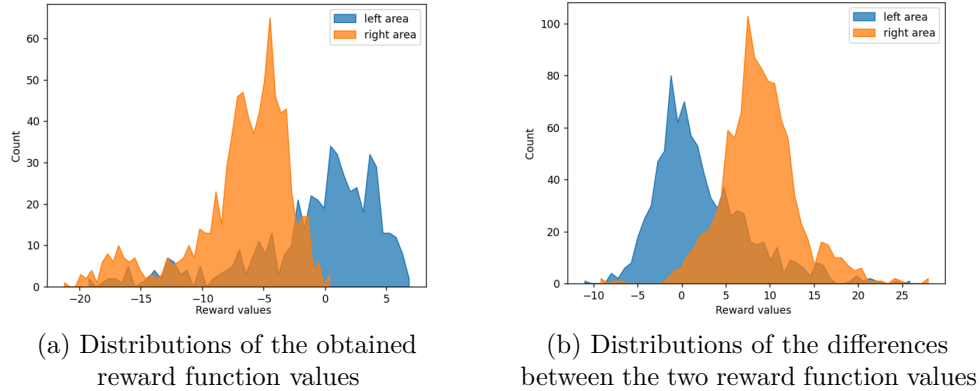 left area
right area
60
50
40
30
20
10
0
Count
−20
−15
−10
−5
0
5
Reward values
(a) Distributions of the obtained
reward function values
left area
right area
100
80
60
40
20
0
Count
−10
−5
0
5
10
15
20
25
Reward values
(b) Distributions of the differences
between the two reward function values